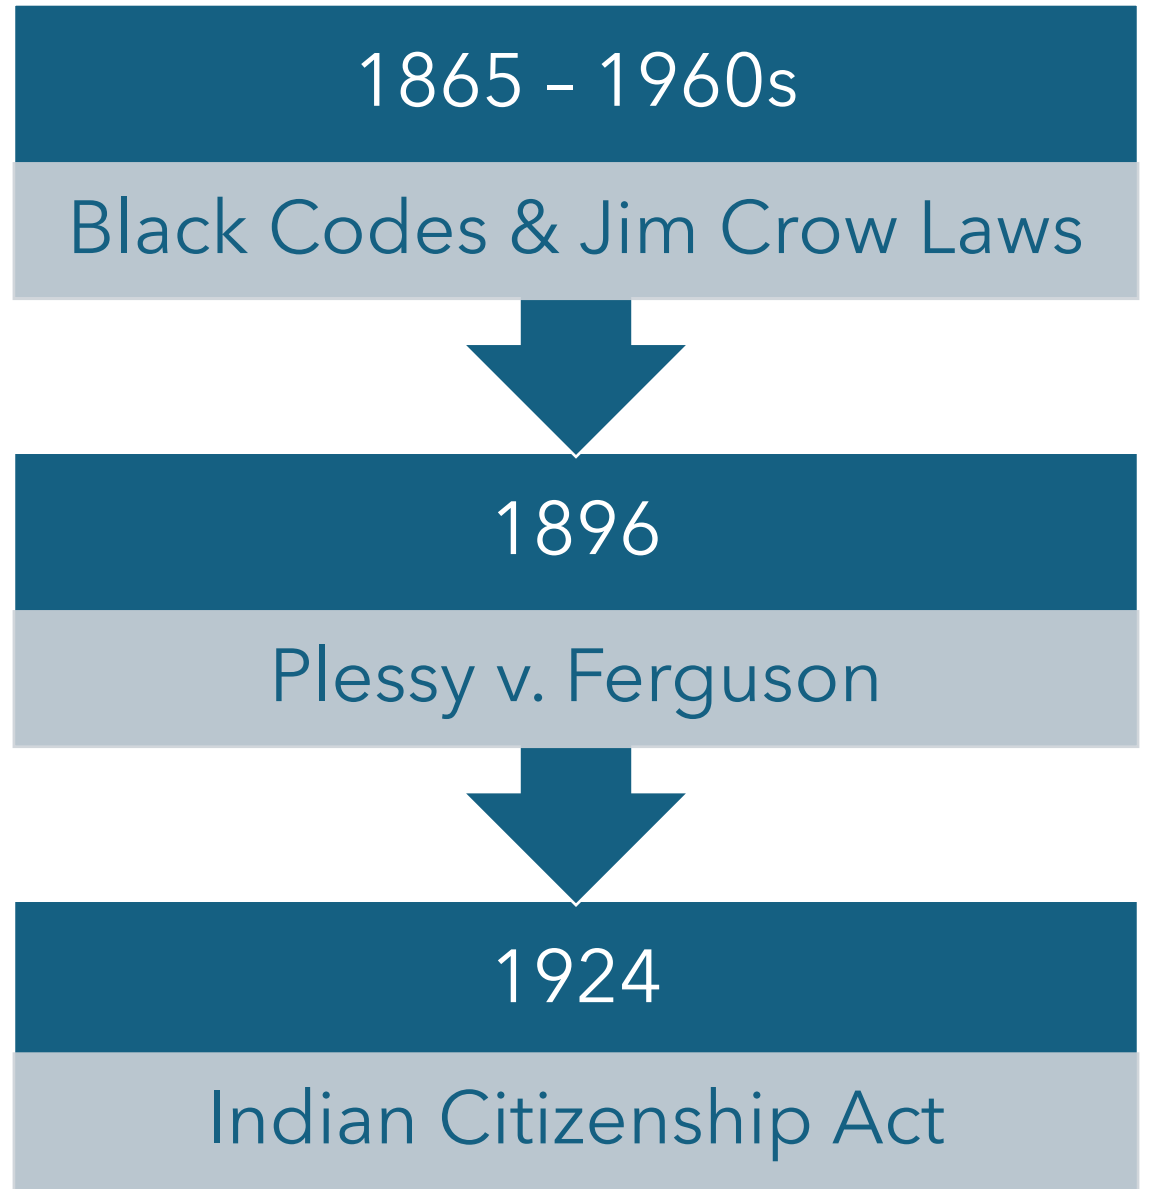 1865 – 1960s
Black Codes & Jim Crow Laws
1896
Plessy v. Ferguson
1924
Indian Citizenship Act